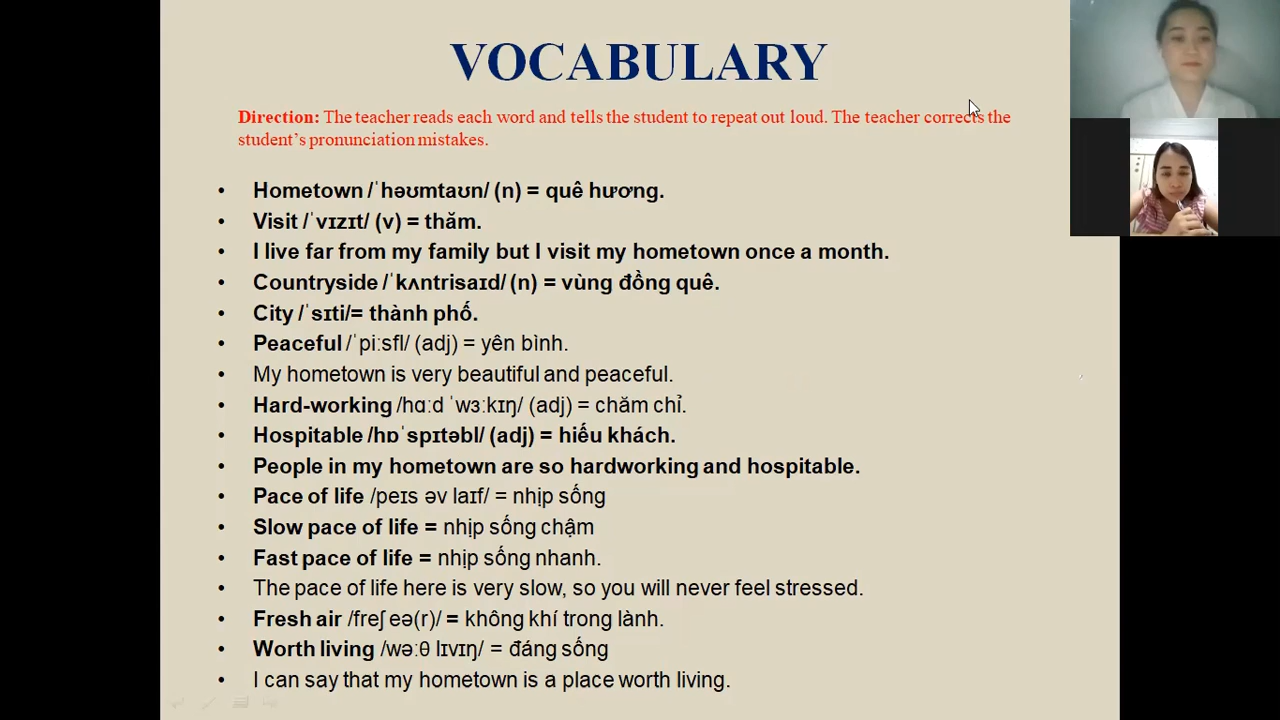 VOCABULARY
Direction: The teacher reads each word and tells the student to repeat out loud. The teacher corrects the
student's pronunciation mistakes.
• Hometown /ˈhəʊmtaʊn/ (n) = quê hương.
• Visit /ˈvɪzɪt/ (v) = thăm.
• I live far from my family but I visit my hometown once a month.
• Countryside /ˈkʌntrisaɪd/ (n) = vùng đồng quê.
• City /ˈsɪti/= thành phố.
• Peaceful /ˈpiːsfl/ (adj) = yên bình.
• My hometown is very beautiful and peaceful.
• Hard-working /hɑːd ˈwɜːkɪŋ/ (adj) = chăm chỉ.
• Hospitable /hɒˈspɪtəbl/ (adj) = hiếu khách.
• People in my hometown are so hardworking and hospitable.
• Pace of life /peɪs əv laɪf/ = nhịp sống
• Slow pace of life = nhịp sống chậm
• Fast pace of life = nhịp sống nhanh.
• The pace of life here is very slow, so you will never feel stressed.
• Fresh air /freʃ eə(r)/ = không khí trong lành.
• Worth living /wəːθ lɪvɪŋ/ = đáng sống
• I can say that my hometown is a place worth living.